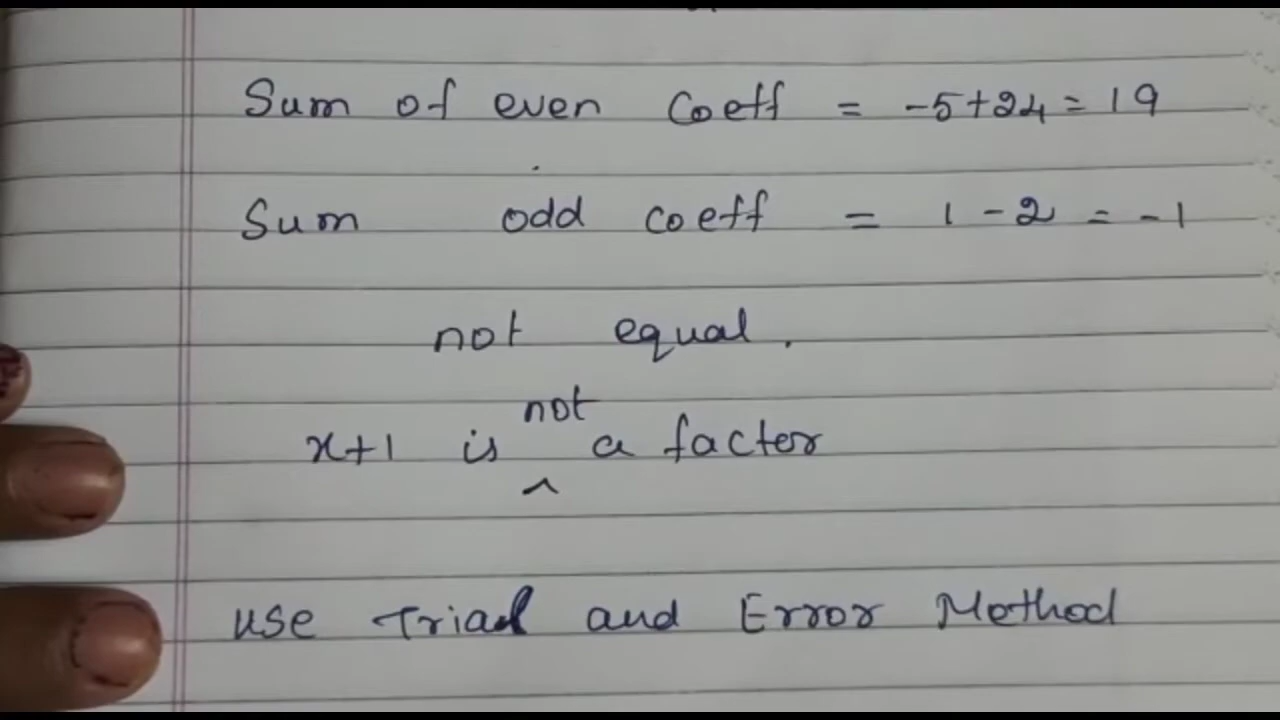 Sum of even coeff = -5+24 = 19
Sum odd coeff = 1 - 2 = -1
not equal.
x+1 is not a factor
use Trial and Error Method